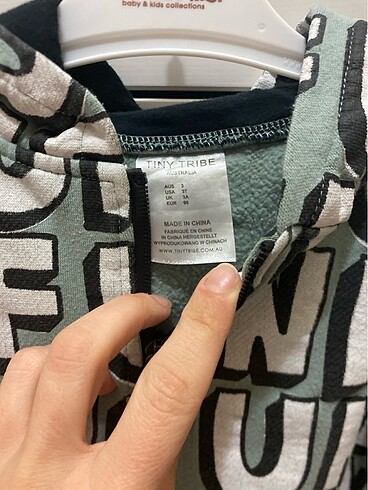 baby & kids collections
TINY TRIBE
AUSTRALIA
AUS 3
USA 3T
UK 3A
EUR 98
MADE IN CHINA
FABRIQUÉ EN CHINE
IN CHINA HERGESTELLT
WYPRODUKOWANO W CHINACH
WWW.TINYTRIBE.COM.AU